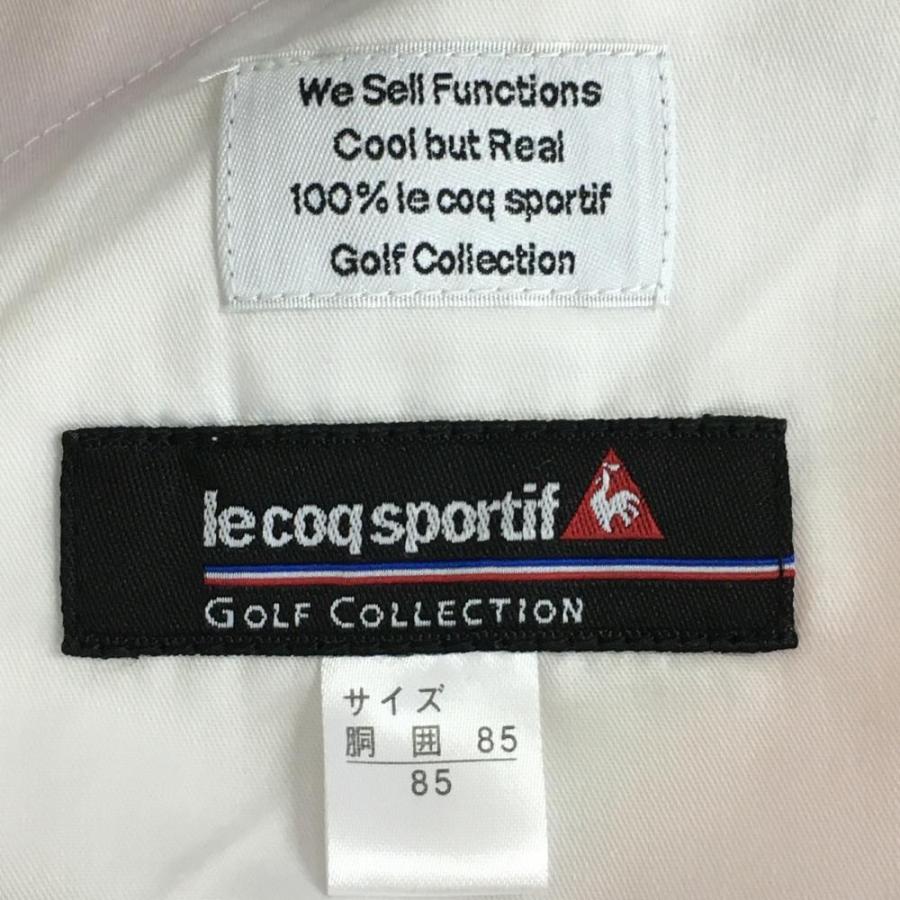 We Sell Functions
Cool but Real
100% le coq sportif
Golf Collection
le coq sportif
GOLF COLLECTION
サイズ
胴 囲 85
85